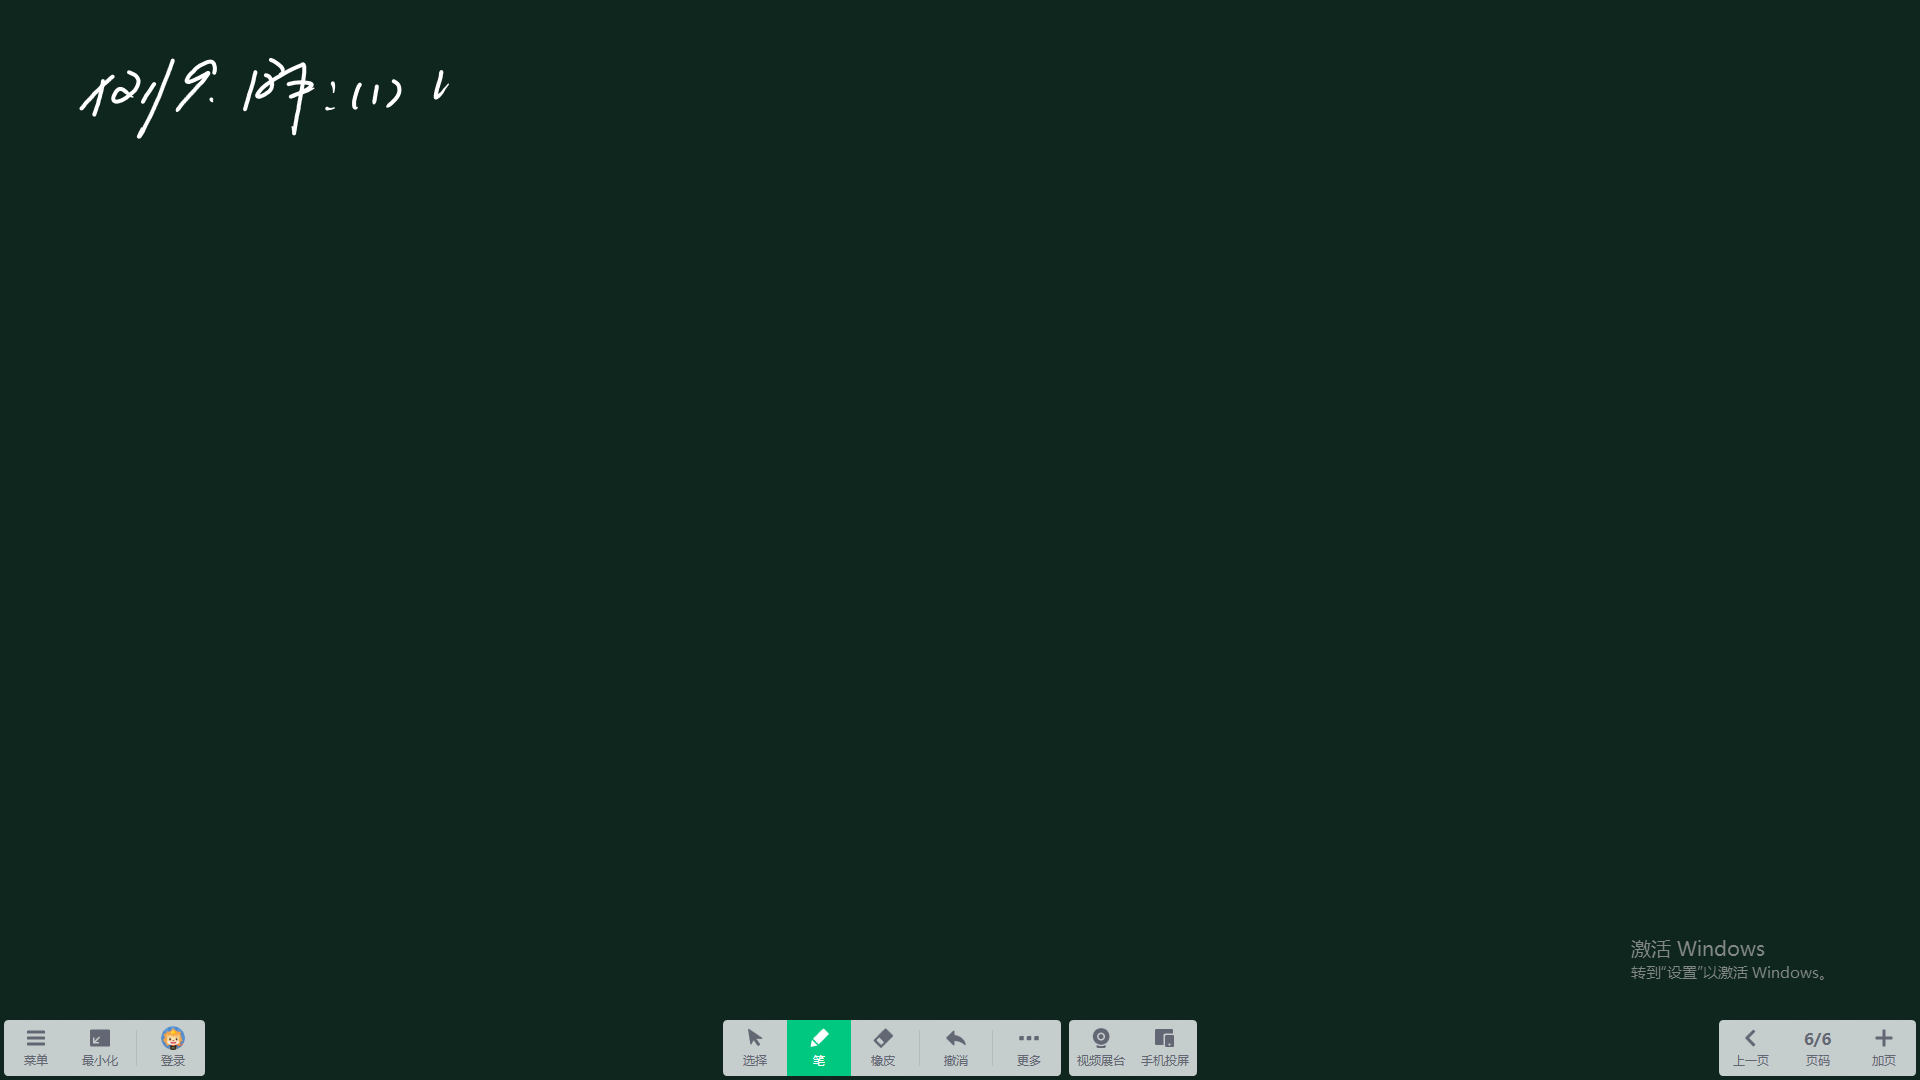 例9. 解:(1)
激活 Windows
转到“设置”以激活 Windows。
菜单
最小化
登录
选择
笔
橡皮
撤消
更多
视频展台
手机投屏
上一页
6/6
页码
加页